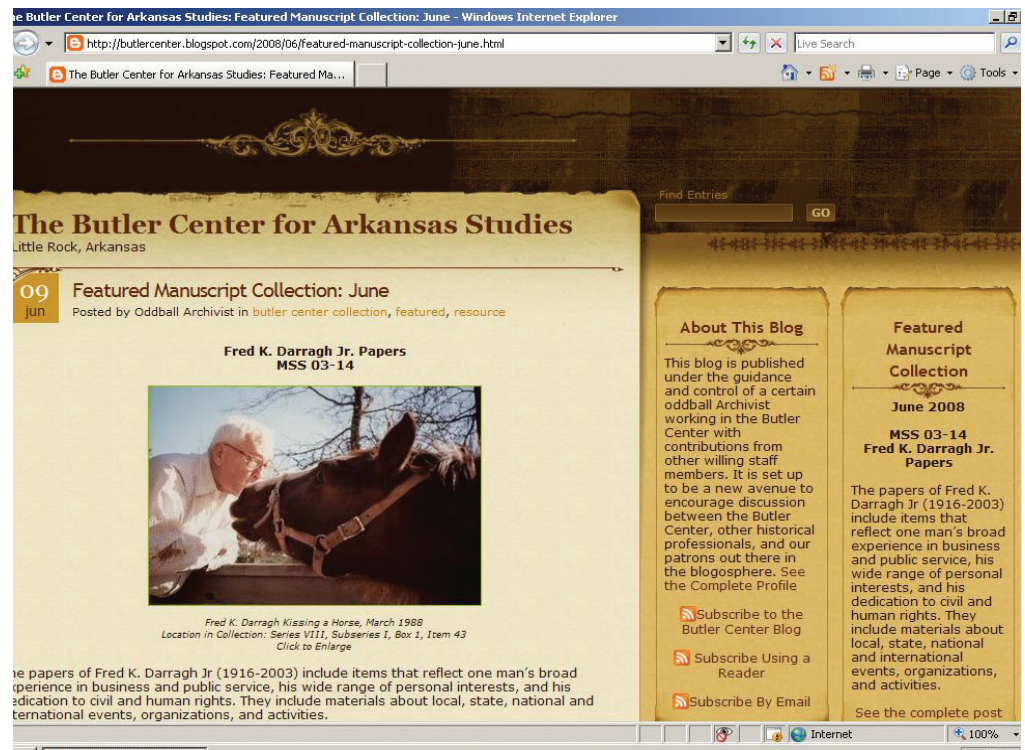 he Butler Center for Arkansas Studies: Featured Manuscript Collection: June - Windows Internet Explorer
http://butlercenter.blogspot.com/2008/06/featured-manuscript-collection-june.html
Live Search
The Butler Center for Arkansas Studies: Featured Ma...
Page
Tools
Find Entries
GO
The Butler Center for Arkansas Studies
Little Rock, Arkansas
09
jun
Featured Manuscript Collection: June
Posted by Oddball Archivist in butler center collection, featured, resource
Fred K. Darragh Jr. Papers
MSS 03-14
Fred K. Darragh Kissing a Horse, March 1988
Location in Collection: Series VIII, Subseries I, Box 1, Item 43
Click to Enlarge
he papers of Fred K. Darragh Jr (1916-2003) include items that reflect one man's broad
xperience in business and public service, his wide range of personal interests, and his
edication to civil and human rights. They include materials about local, state, national and
ternational events, organizations, and activities.
About This Blog
This blog is published
under the guidance
and control of a certain
oddball Archivist
working in the Butler
Center with
contributions from
other willing staff
members. It is set up
to be a new avenue to
encourage discussion
between the Butler
Center, other historical
professionals, and our
patrons out there in
the blogosphere. See
the Complete Profile
Subscribe to the
Butler Center Blog
Subscribe Using a
Reader
Subscribe By Email
Featured
Manuscript
Collection
June 2008
MSS 03-14
Fred K. Darragh Jr.
Papers
The papers of Fred K.
Darragh Jr (1916-2003)
include items that
reflect one man's broad
experience in business
and public service, his
wide range of personal
interests, and his
dedication to civil and
human rights. They
include materials about
local, state, national
and international
events, organizations,
and activities.
See the complete post
Internet
100%